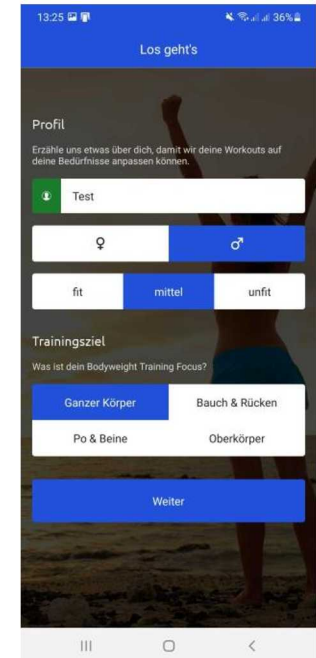 13:25 36%
Los geht's
Profil
Erzähle uns etwas über dich, damit wir deine Workouts auf
deine Bedürfnisse anpassen können.
Test
♀ ♂
fit mittel unfit
Trainingsziel
Was ist dein Bodyweight Training Focus?
Ganzer Körper Bauch & Rücken
Po & Beine Oberkörper
Weiter